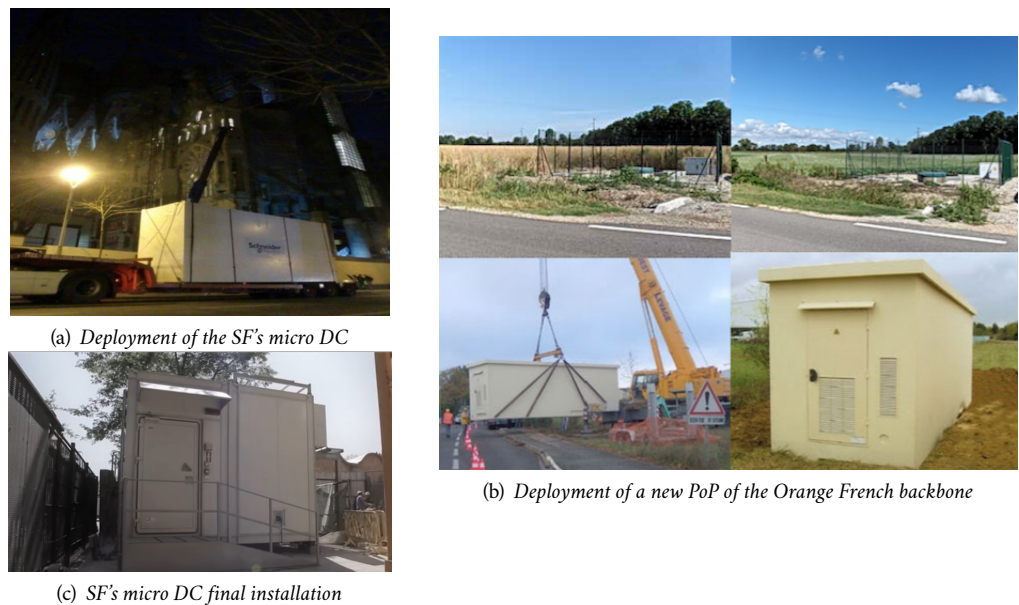 Schneider
(a) Deployment of the SF's micro DC
(c) SF's micro DC final installation
(b) Deployment of a new PoP of the Orange French backbone